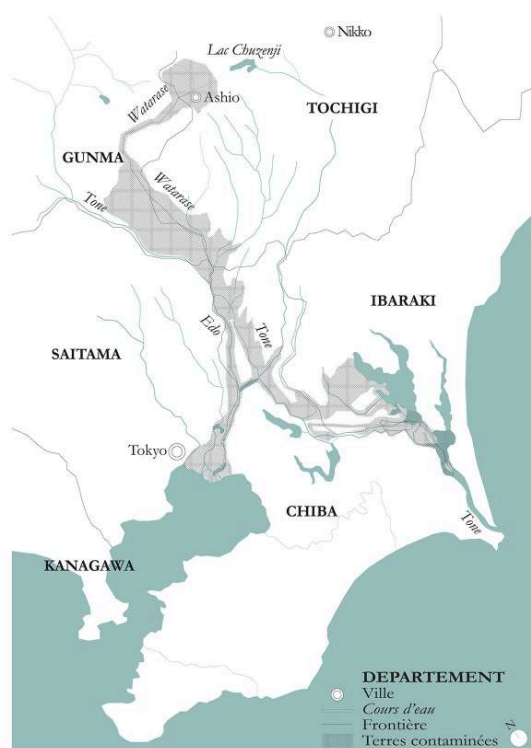 Nikko
Lac Chuzenji
Watarase
Ashio
TOCHIGI
GUNMA
Watarase
Tone
IBARAKI
Edo
Tone
SAITAMA
Tokyo
CHIBA
Tone
KANAGAWA
DEPARTEMENT
Ville
Cours d'eau
Frontière
Terres contaminées
N